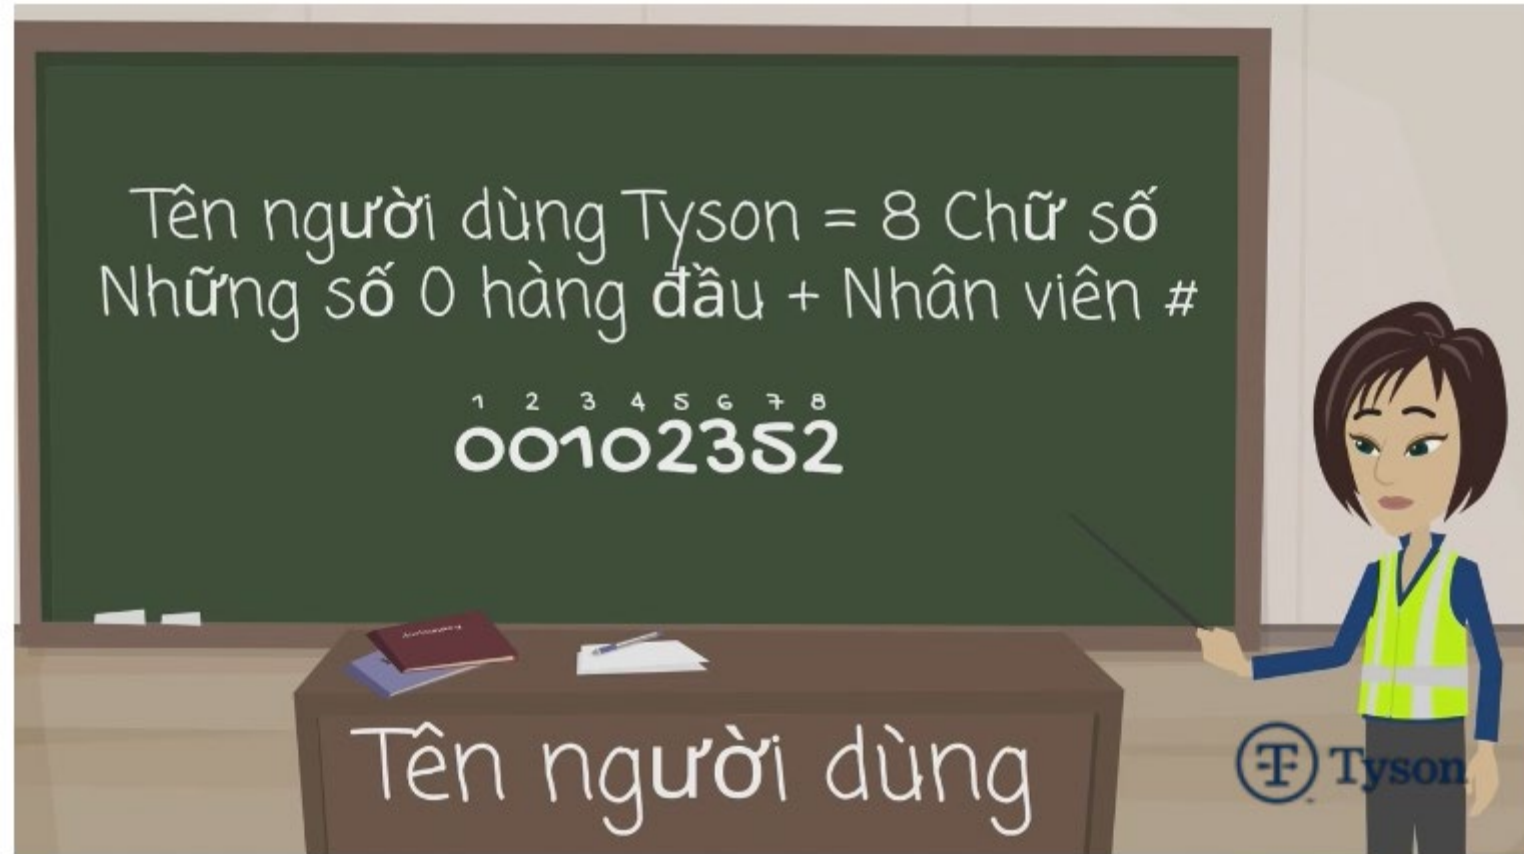 Tên người dùng Tyson = 8 Chữ số
Những số 0 hàng đầu + Nhân viên #
1 2 3 4 5 6 7 8
00102352
Tên người dùng
Tyson